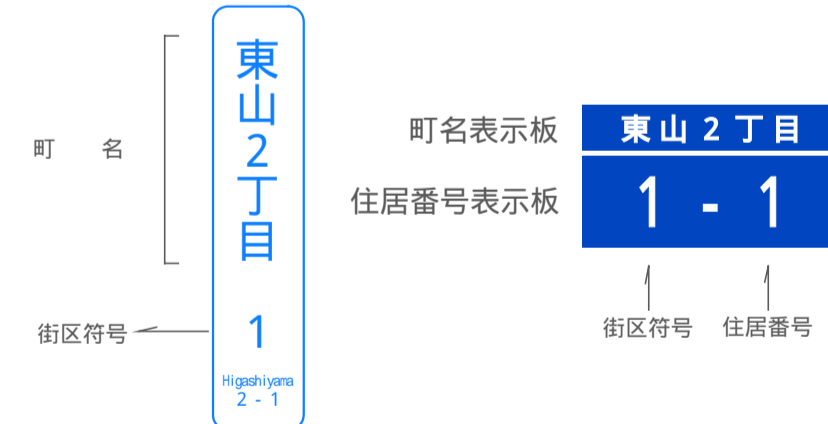 町名
街区符号
東山2丁目
1
Higashiyama
2 - 1
町名表示板
住居番号表示板
東山2丁目
1 - 1
街区符号
住居番号